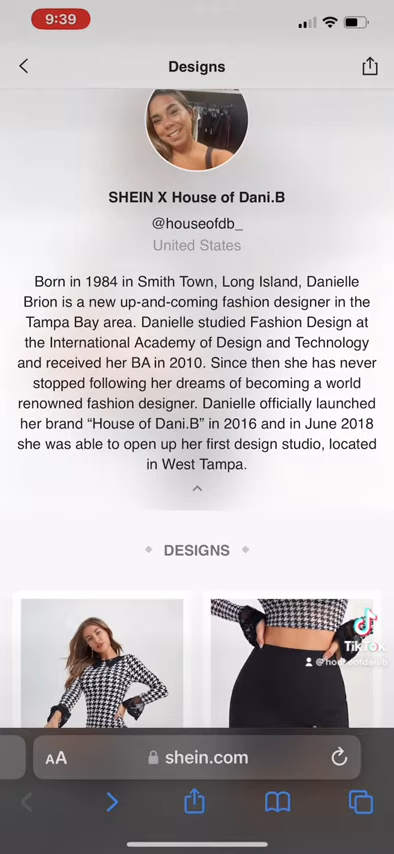 9:39
Designs
SHEIN X House of Dani.B
@houseofdb_
United States
Born in 1984 in Smith Town, Long Island, Danielle
Brion is a new up-and-coming fashion designer in the
Tampa Bay area. Danielle studied Fashion Design at
the International Academy of Design and Technology
and received her BA in 2010. Since then she has never
stopped following her dreams of becoming a world
renowned fashion designer. Danielle officially launched
her brand “House of Dani.B” in 2016 and in June 2018
she was able to open up her first design studio, located
in West Tampa.
DESIGNS
TikTok
@houseofdanib
AA
shein.com